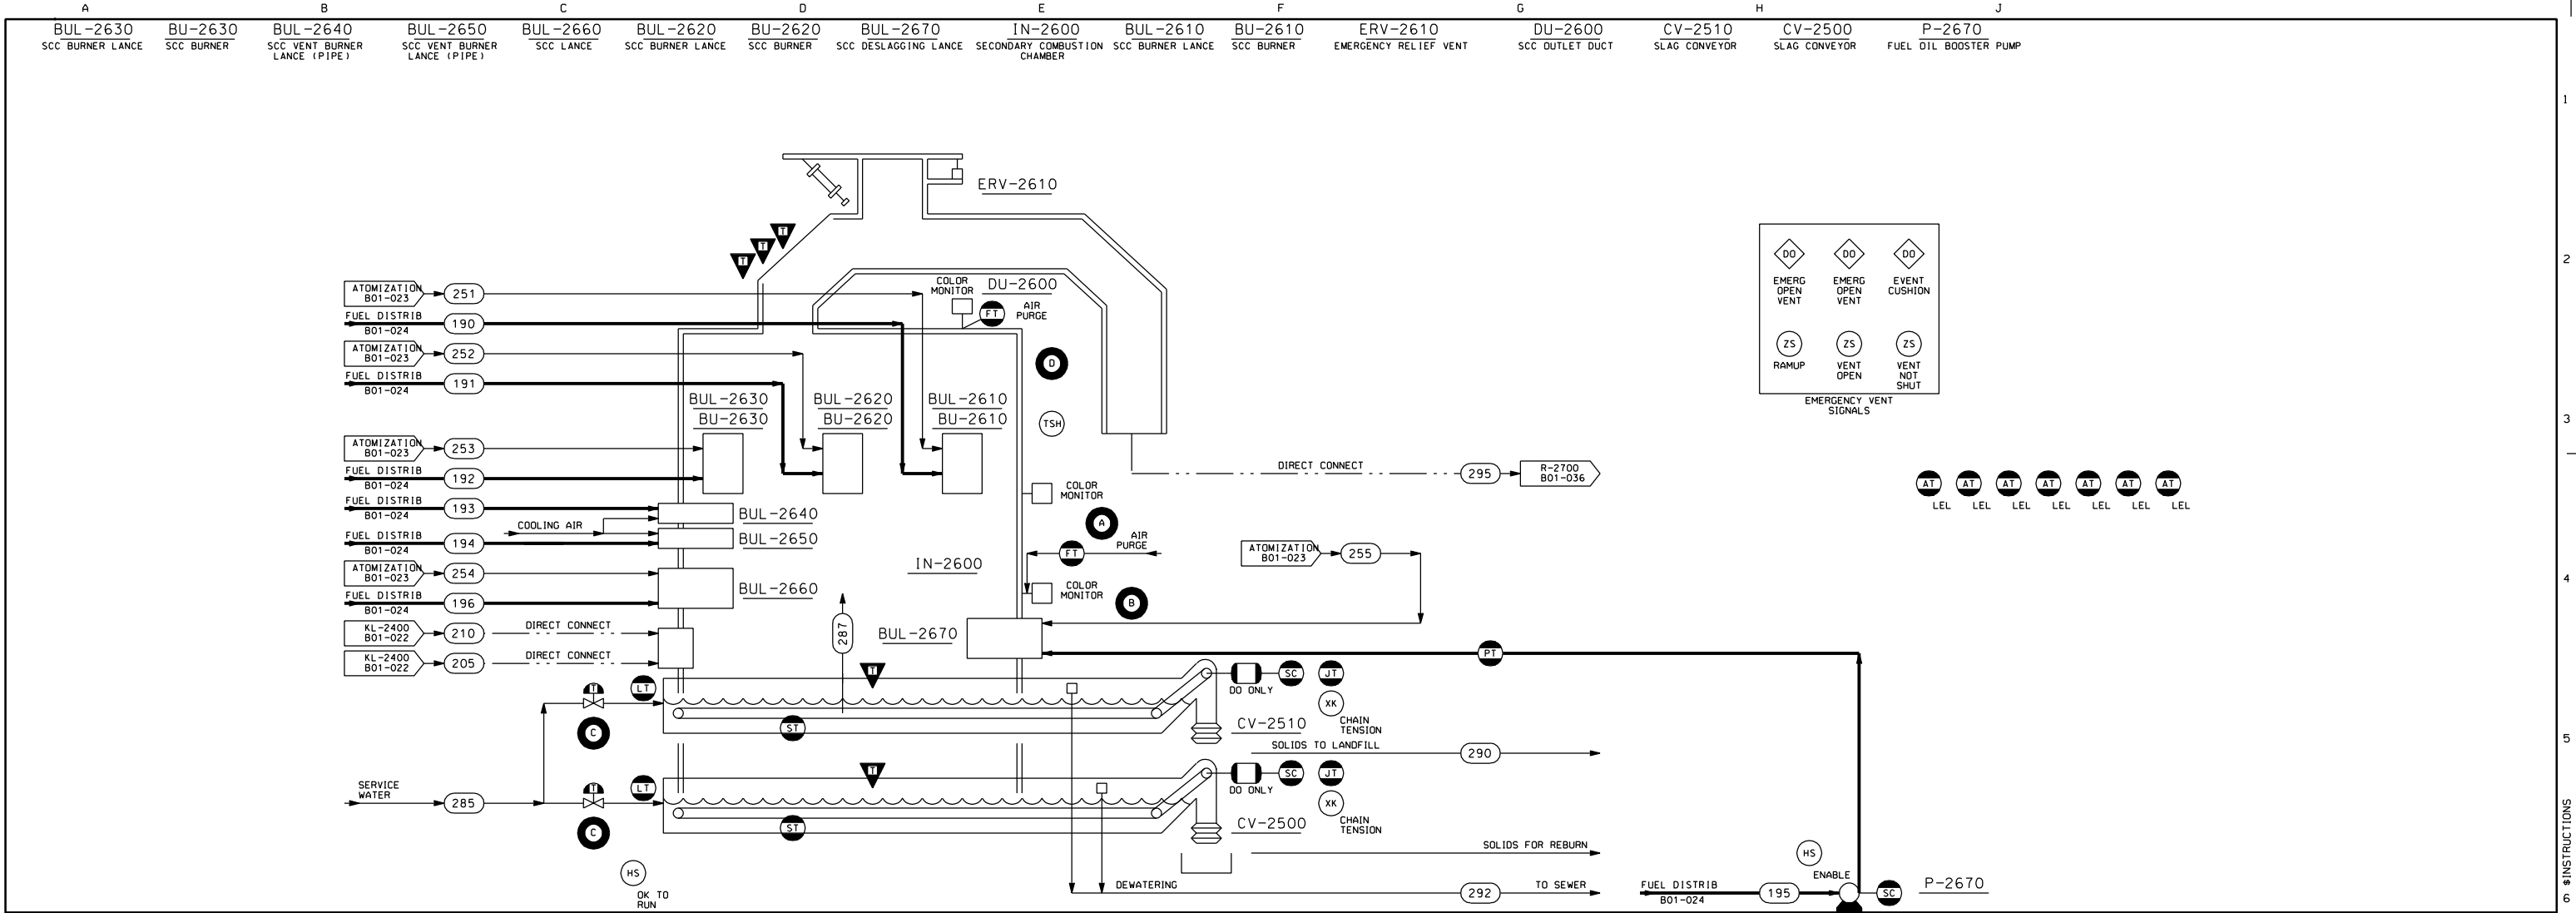 A B C D E F G H J
BUL-2630 BU-2630 BUL-2640 BUL-2650 BUL-2660 BUL-2620 BU-2620 BUL-2670 IN-2600 BUL-2610 BU-2610 ERV-2610 DU-2600 CV-2510 CV-2500 P-2670
SCC BURNER LANCE SCC BURNER SCC VENT BURNER SCC VENT BURNER SCC LANCE SCC BURNER LANCE SCC BURNER SCC DESLAGGING LANCE SECONDARY COMBUSTION SCC BURNER LANCE SCC BURNER EMERGENCY RELIEF VENT SCC OUTLET DUCT SLAG CONVEYOR SLAG CONVEYOR FUEL OIL BOOSTER PUMP
LANCE (PIPE) LANCE (PIPE) CHAMBER
1
ERV-2610
T
T
T
2
DO DO DO
EMERG OPEN VENT
EMERG OPEN VENT
EVENT CUSHION
ZS ZS ZS
RAMUP
VENT OPEN
VENT NOT SHUT
EMERGENCY VENT
SIGNALS
ATOMIZATION
B01-023
251
COLOR
MONITOR
DU-2600
FT
AIR
PURGE
FUEL DISTRIB
B01-024
190
ATOMIZATION
B01-023
252
D
FUEL DISTRIB
B01-024
191
BUL-2630 BUL-2620 BUL-2610
BU-2630 BU-2620 BU-2610
TSH
3
ATOMIZATION
B01-023
253
FUEL DISTRIB
B01-024
192
DIRECT CONNECT
295
R-2700
B01-036
AT AT AT AT AT AT AT
LEL LEL LEL LEL LEL LEL LEL
COLOR
MONITOR
FUEL DISTRIB
B01-024
193
BUL-2640
COOLING AIR
A
FUEL DISTRIB
B01-024
194
BUL-2650
AIR
PURGE
FT
ATOMIZATION
B01-023
255
ATOMIZATION
B01-023
254
IN-2600
4
BUL-2660
COLOR
MONITOR
B
FUEL DISTRIB
B01-024
196
KL-2400
B01-022
210
DIRECT CONNECT
287
BUL-2670
KL-2400
B01-022
205
DIRECT CONNECT
PT
LT
T
DO ONLY
SC
JT
XK
CHAIN
TENSION
T
C
ST
CV-2510
SOLIDS TO LANDFILL
290
5
SERVICE
WATER
285
T
C
LT
T
ST
DO ONLY
SC
JT
XK
CHAIN
TENSION
CV-2500
SOLIDS FOR REBURN
HS
OK TO
RUN
DEWATERING
292
TO SEWER
FUEL DISTRIB
B01-024
195
HS
ENABLE
SC
P-2670
$INSTRUCTIONS
6